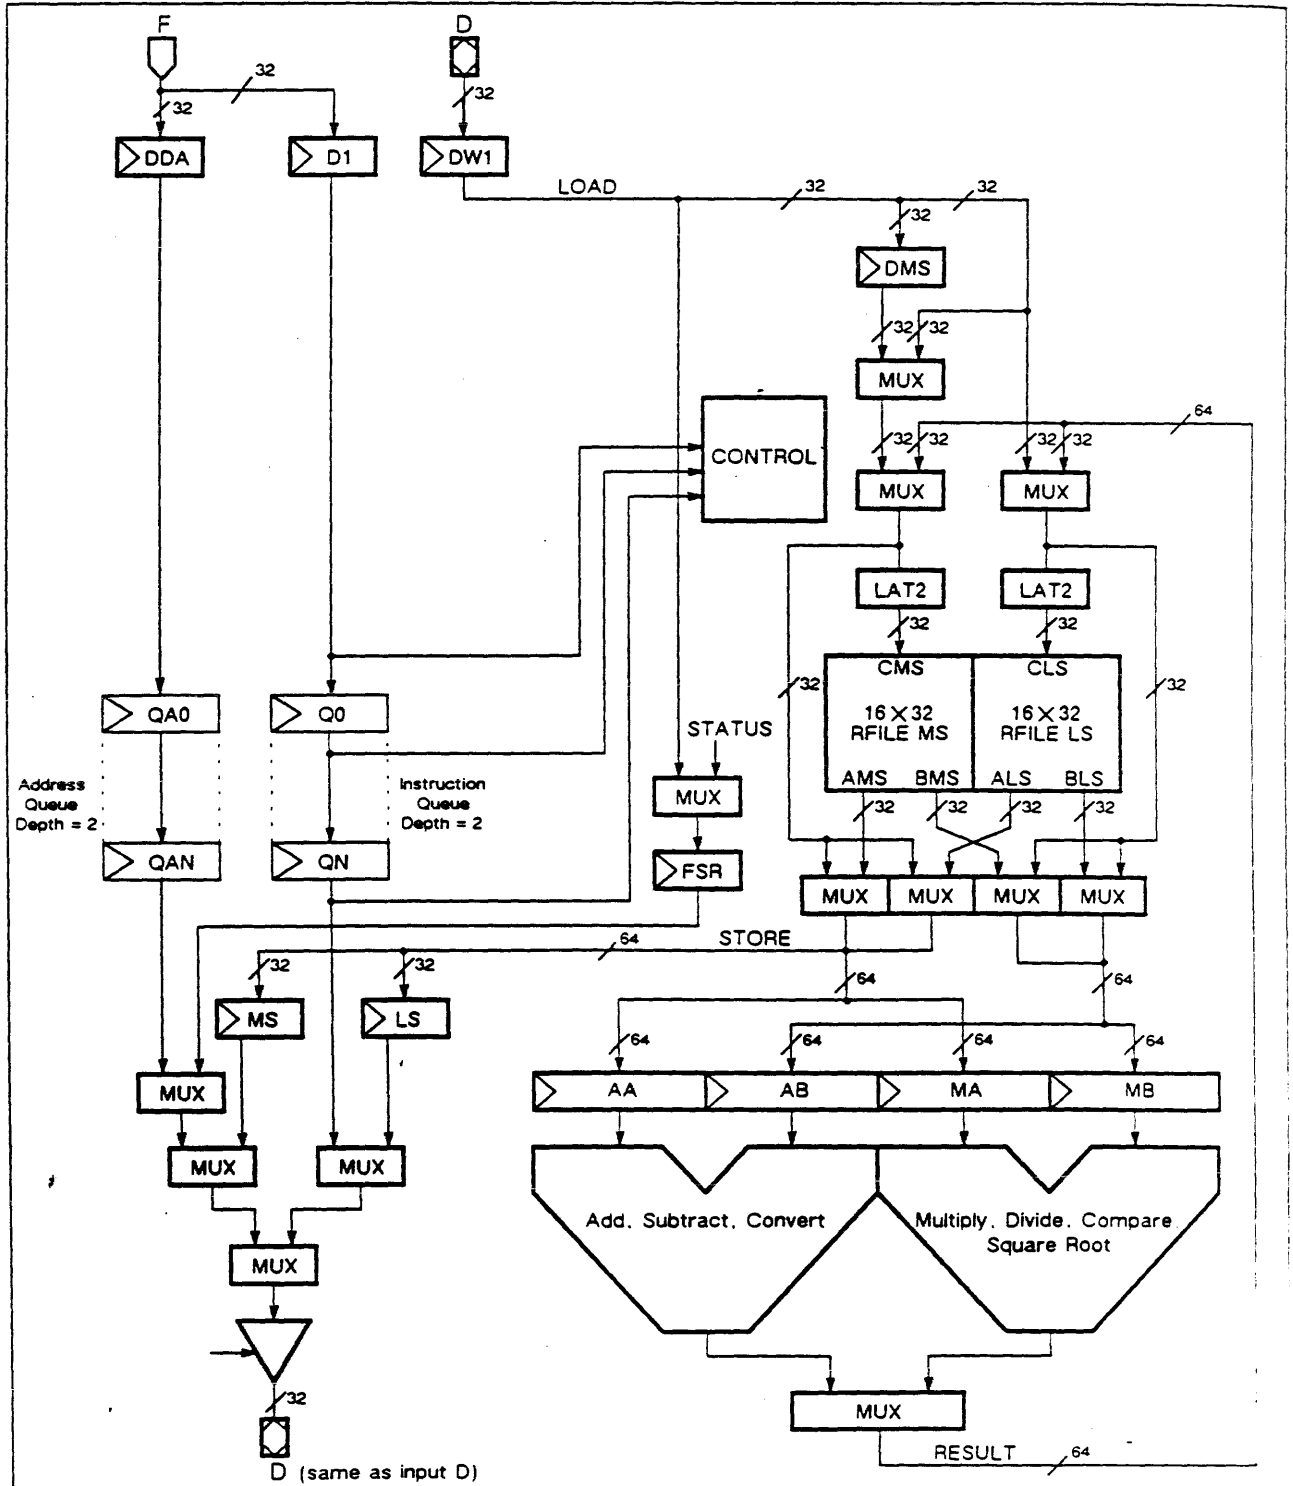 F
D
32
32
32
DDA
D1
DW1
LOAD
32
32
32
DMS
32
32
MUX
64
32
32
32
32
CONTROL
MUX
MUX
LAT2
LAT2
32
32
CMS
CLS
32
32
16 X 32
RFILE MS
16 X 32
RFILE LS
QA0
Q0
STATUS
AMS
BMS
ALS
BLS
Address
Queue
Depth = 2
Instruction
Queue
Depth = 2
MUX
32
32
32
32
QAN
QN
FSR
MUX
MUX
MUX
MUX
STORE
64
32
32
64
64
MS
LS
64
64
64
64
MUX
AA
AB
MA
MB
MUX
MUX
Add, Subtract, Convert
Multiply, Divide, Compare
Square Root
MUX
32
MUX
D (same as input D)
RESULT
64